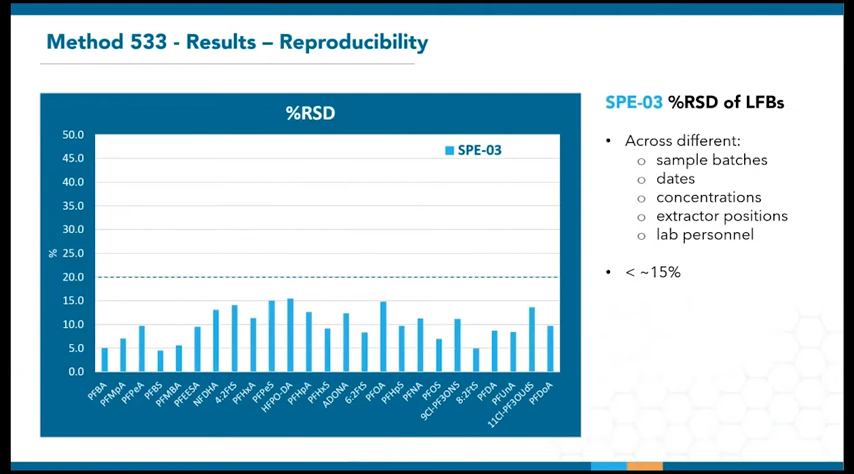 Method 533 - Results – Reproducibility
%RSD
SPE-03
50.0
45.0
40.0
35.0
30.0
25.0
20.0
15.0
10.0
5.0
0.0
%
PFBA
PFMpA
PFPeA
PFBS
PFMBA
PFEESA
NFDHA
4:2FtS
PFHxA
PFPeS
HFPO-DA
PFHpA
PFHxS
ADONA
6:2FtS
PFOA
PFHpS
PFNA
PFOS
9Cl-PF3ONS
8:2FtS
PFDA
PFUnA
11Cl-PF3OUdS
PFDoA
SPE-03 %RSD of LFBs
• Across different:
o sample batches
o dates
o concentrations
o extractor positions
o lab personnel
• < ~15%